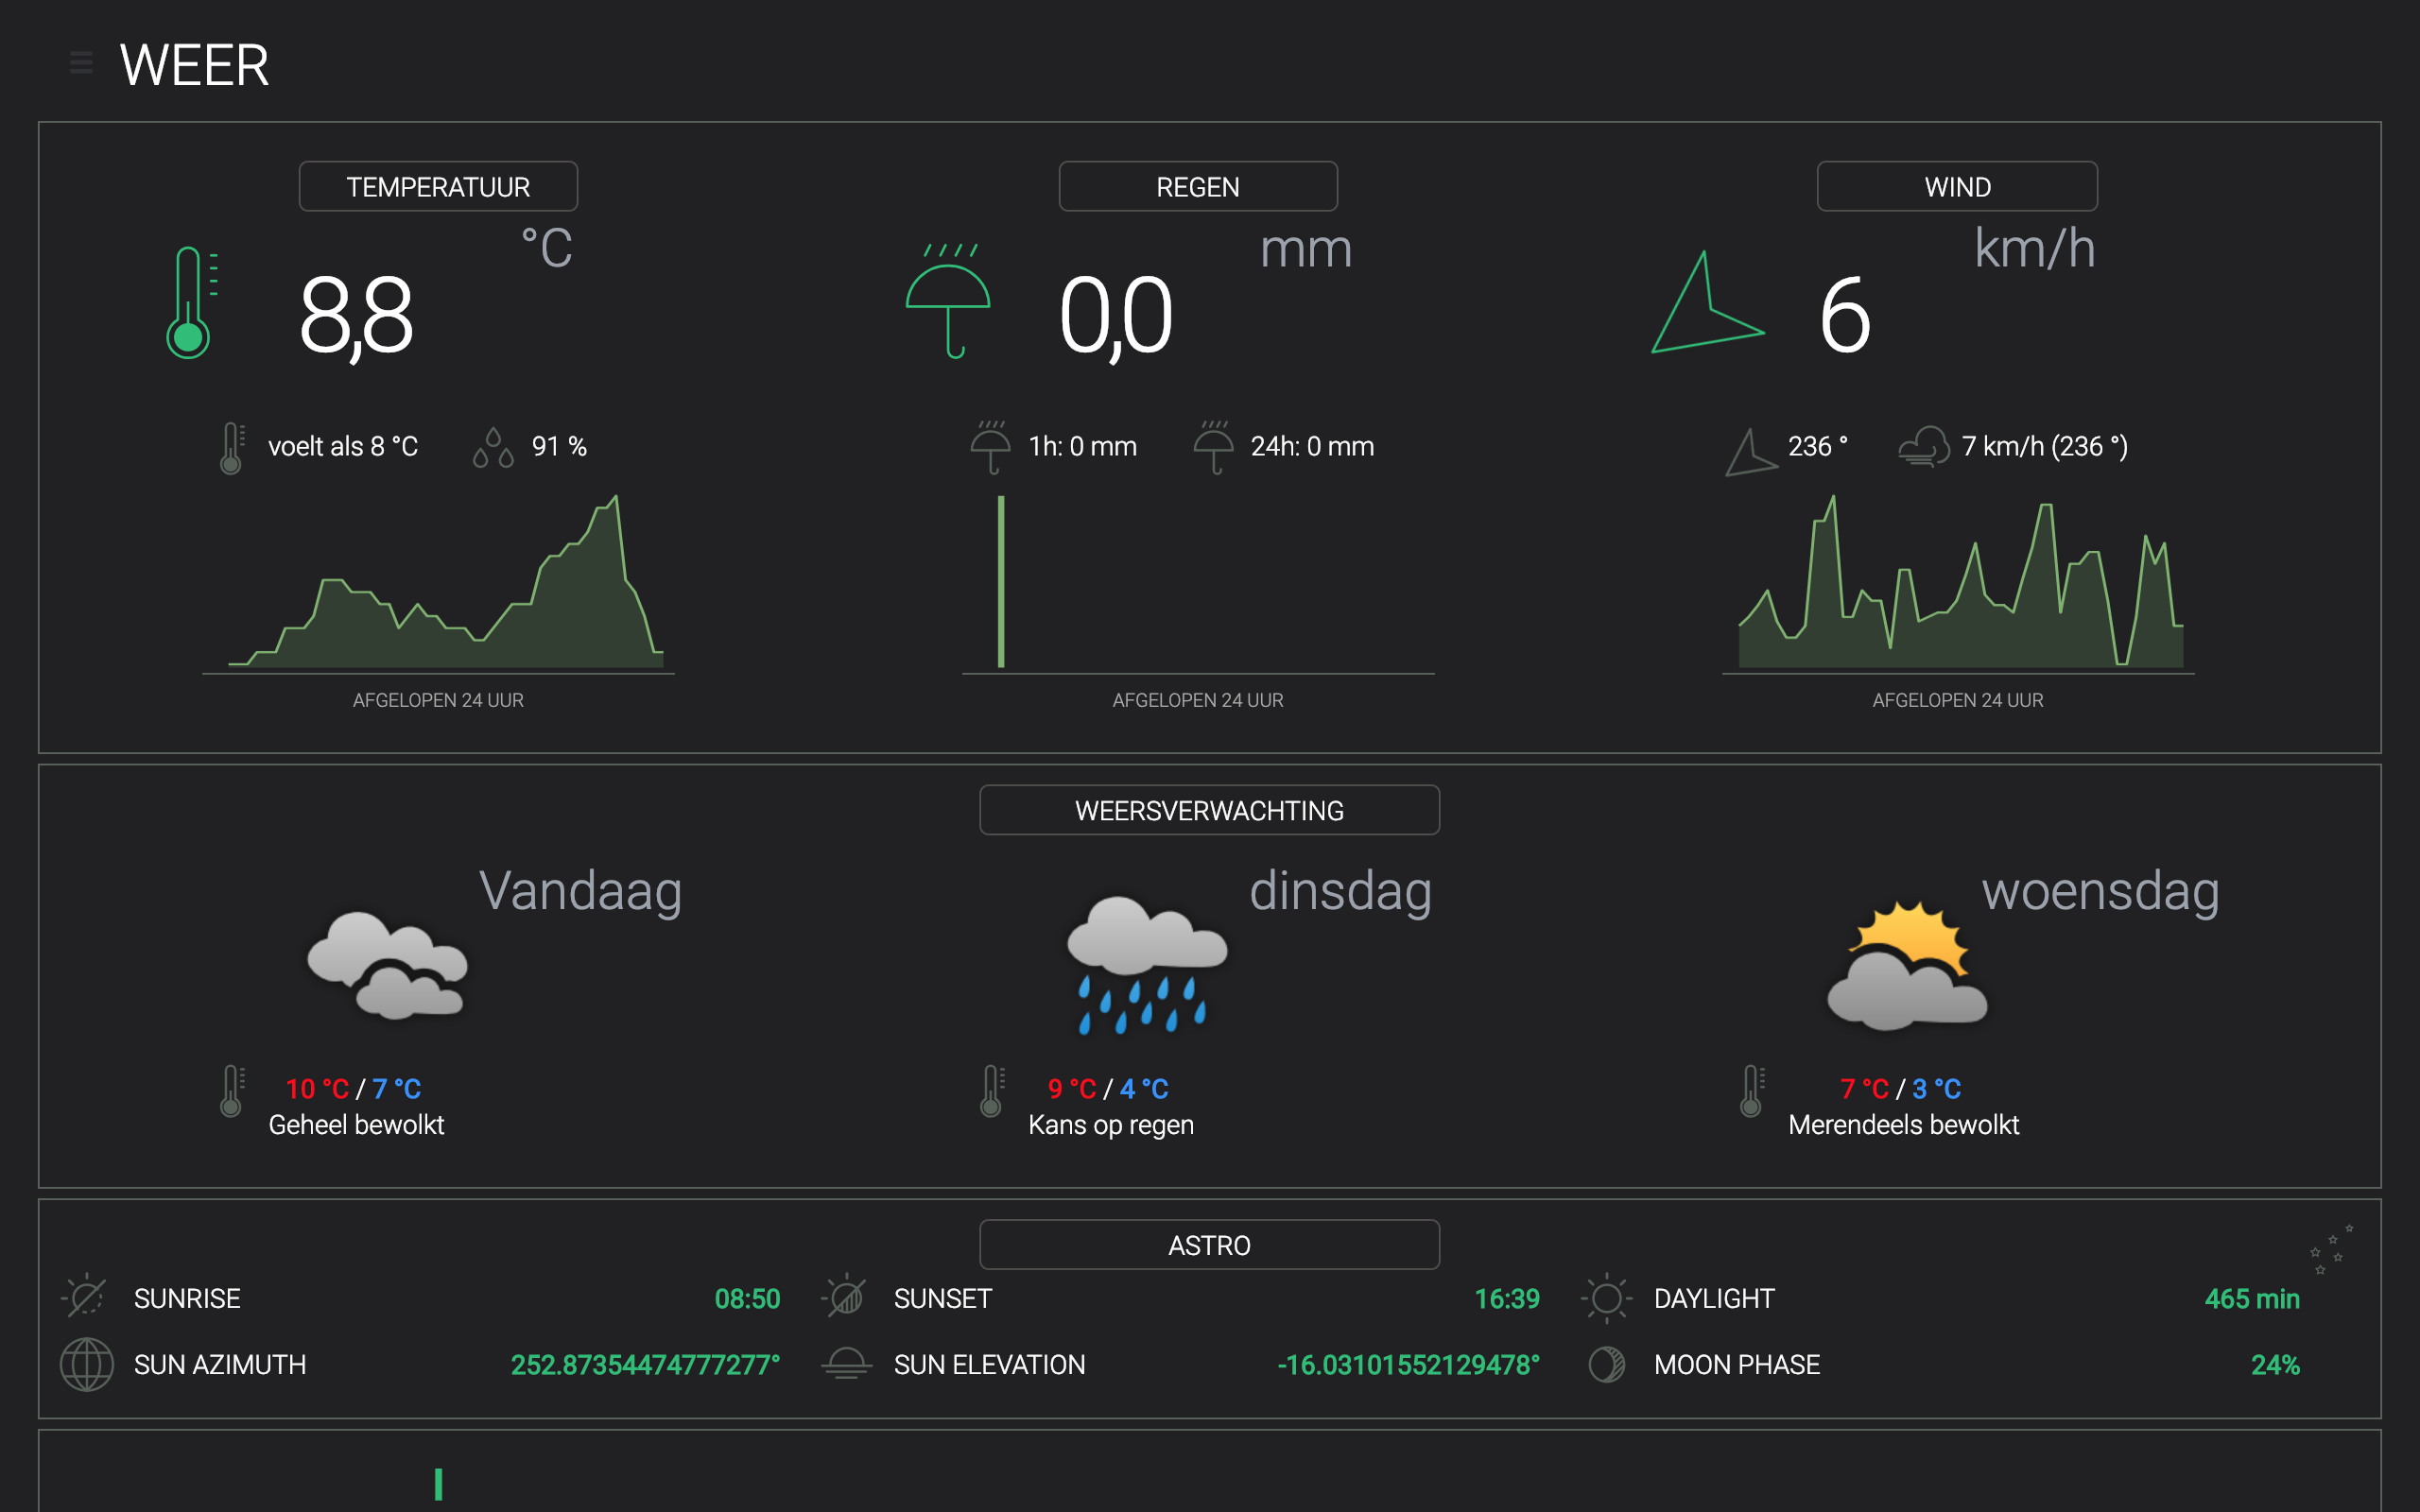 WEER
TEMPERATUUR
°C
8,8
voelt als 8 °C
91 %
AFGELOPEN 24 UUR
REGEN
mm
0,0
1h: 0 mm
24h: 0 mm
AFGELOPEN 24 UUR
WIND
km/h
6
236 °
7 km/h (236 °)
AFGELOPEN 24 UUR
WEERSVERWACHTING
Vandaag
10 °C / 7 °C
Geheel bewolkt
dinsdag
9 °C / 4 °C
Kans op regen
woensdag
7 °C / 3 °C
Merendeels bewolkt
ASTRO
SUNRISE 08:50
SUNSET 16:39
DAYLIGHT 465 min
SUN AZIMUTH 252.87354474777277°
SUN ELEVATION -16.03101552129478°
MOON PHASE 24%